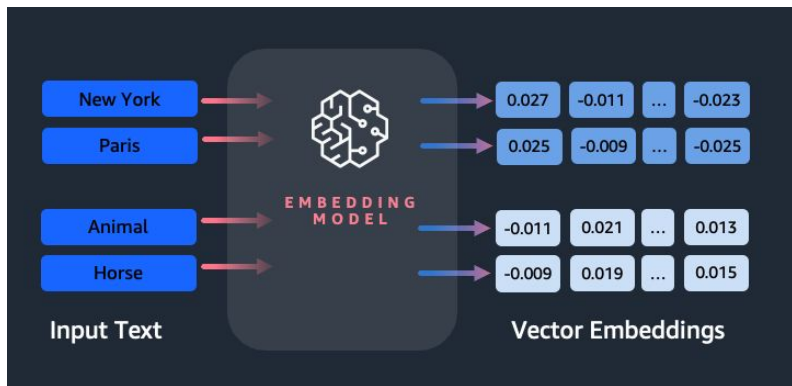 New York 0.027 -0.011 ... -0.023
Paris 0.025 -0.009 ... -0.025
EMBEDDING
MODEL
Animal -0.011 0.021 ... 0.013
Horse -0.009 0.019 ... 0.015
Input Text Vector Embeddings